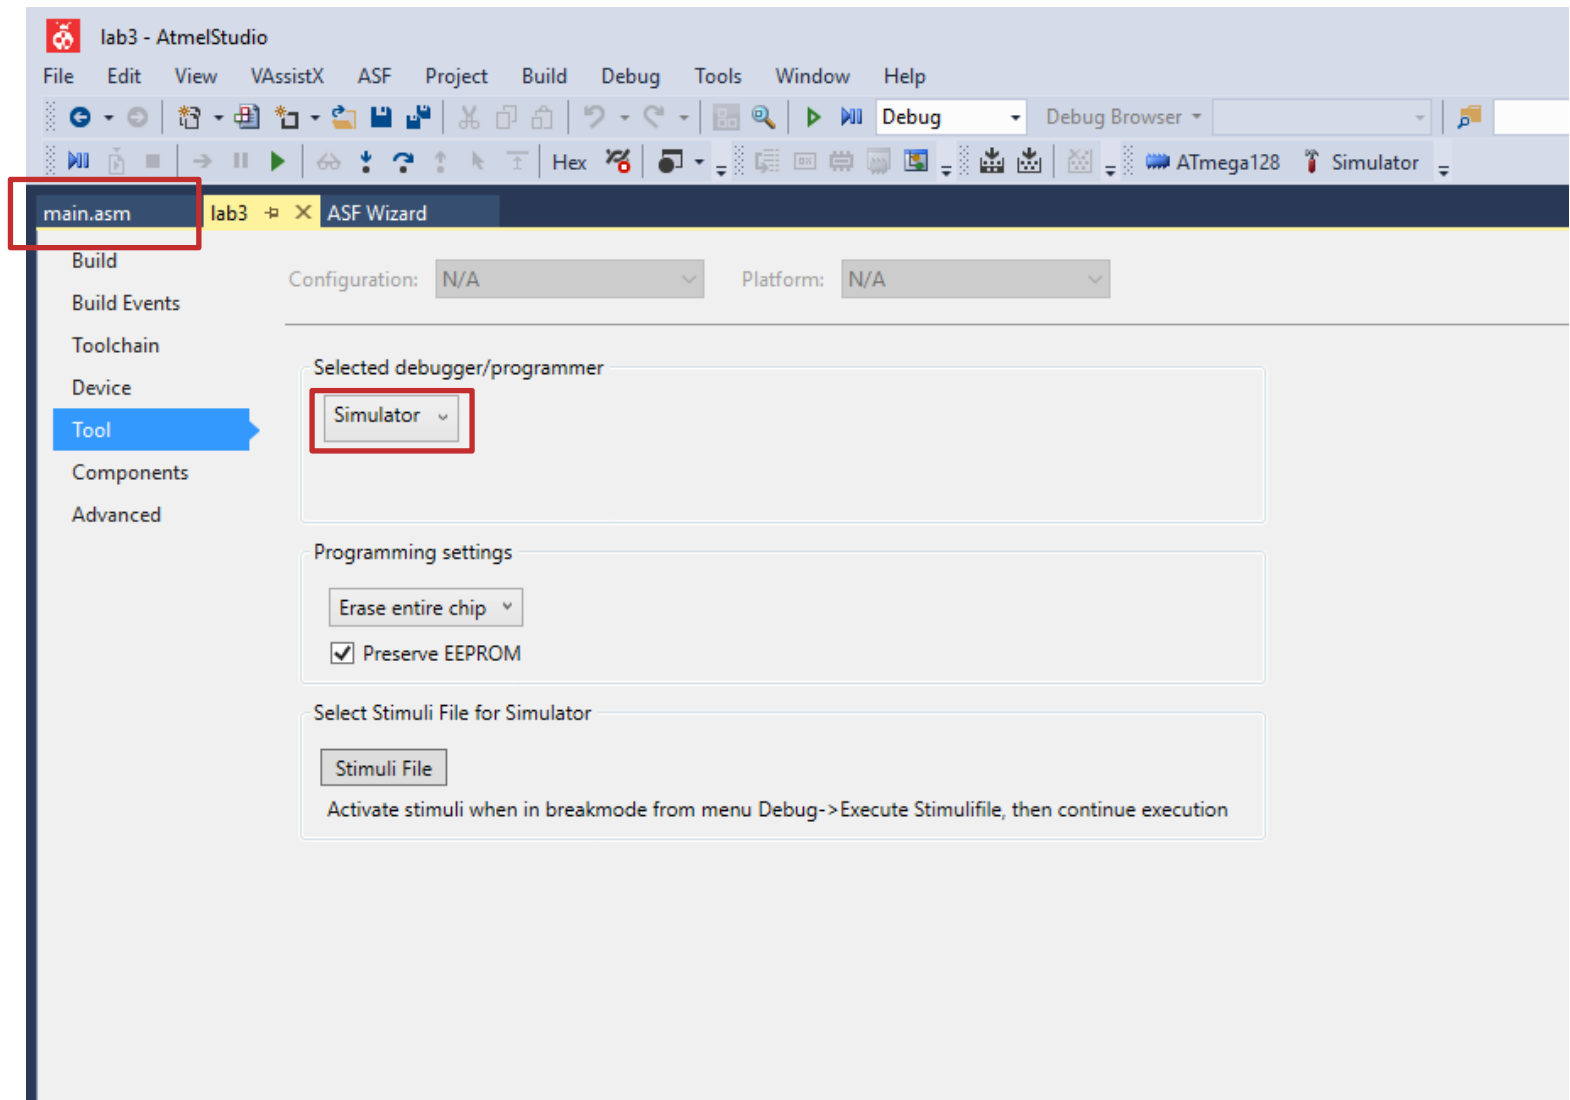 lab3 - AtmelStudio
File Edit View VAssistX ASF Project Build Debug Tools Window Help
Debug Debug Browser
Hex ATmega128 Simulator
main.asm lab3 ASF Wizard
Build
Build Events
Toolchain
Device
Tool
Components
Advanced
Configuration: N/A Platform: N/A
Selected debugger/programmer
Simulator
Programming settings
Erase entire chip
Preserve EEPROM
Select Stimuli File for Simulator
Stimuli File
Activate stimuli when in breakmode from menu Debug->Execute Stimulifile, then continue execution